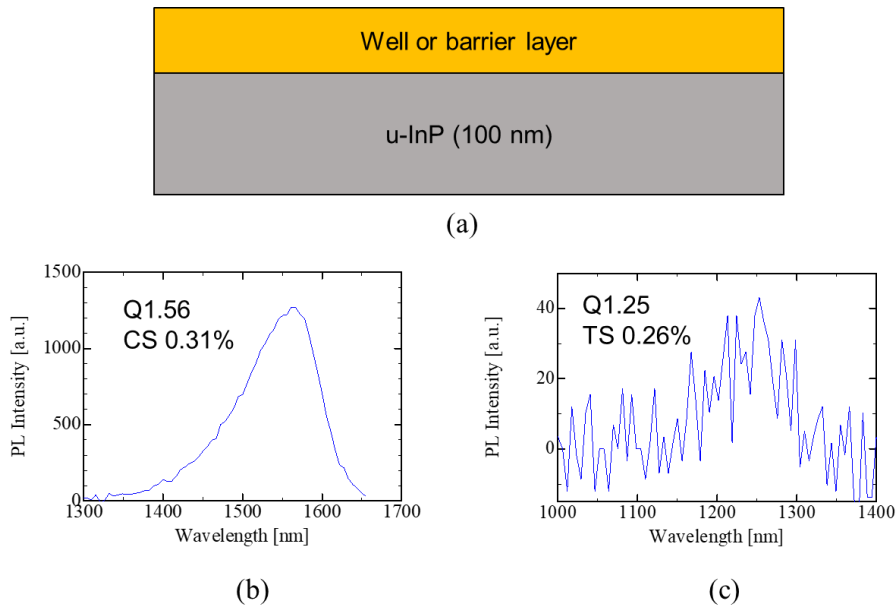 Well or barrier layer
u-InP (100 nm)
(a)
1500
1000
500
0
PL Intensity [a.u.]
Q1.56
CS 0.31%
1300 1400 1500 1600 1700
Wavelength [nm]
(b)
40
20
0
PL Intensity [a.u.]
Q1.25
TS 0.26%
1000 1100 1200 1300 1400
Wavelength [nm]
(c)